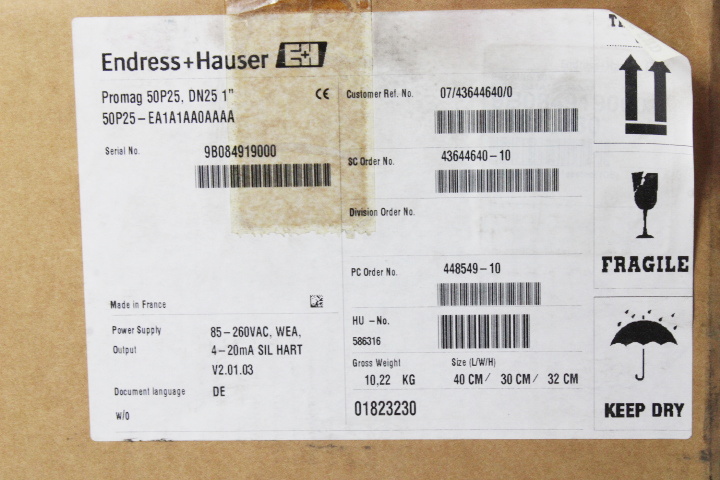 Endress+Hauser
Promag 50P25, DN25 1"
CE
50P25-EA1A1AA0AAAA
Serial No. 9B084919000
Made in France
Power Supply 85-260VAC, WEA,
Output 4-20mA SIL HART
V2.01.03
Document language DE
W/O
Customer Ref. No. 07/43644640/0
SC Order No. 43644640-10
Division Order No.
PC Order No. 448549-10
HU -No.
586316
Gross Weight Size (L/W/H)
10,22 KG 40 CM/ 30 CM/ 32 CM
01823230
FRAGILE
KEEP DRY